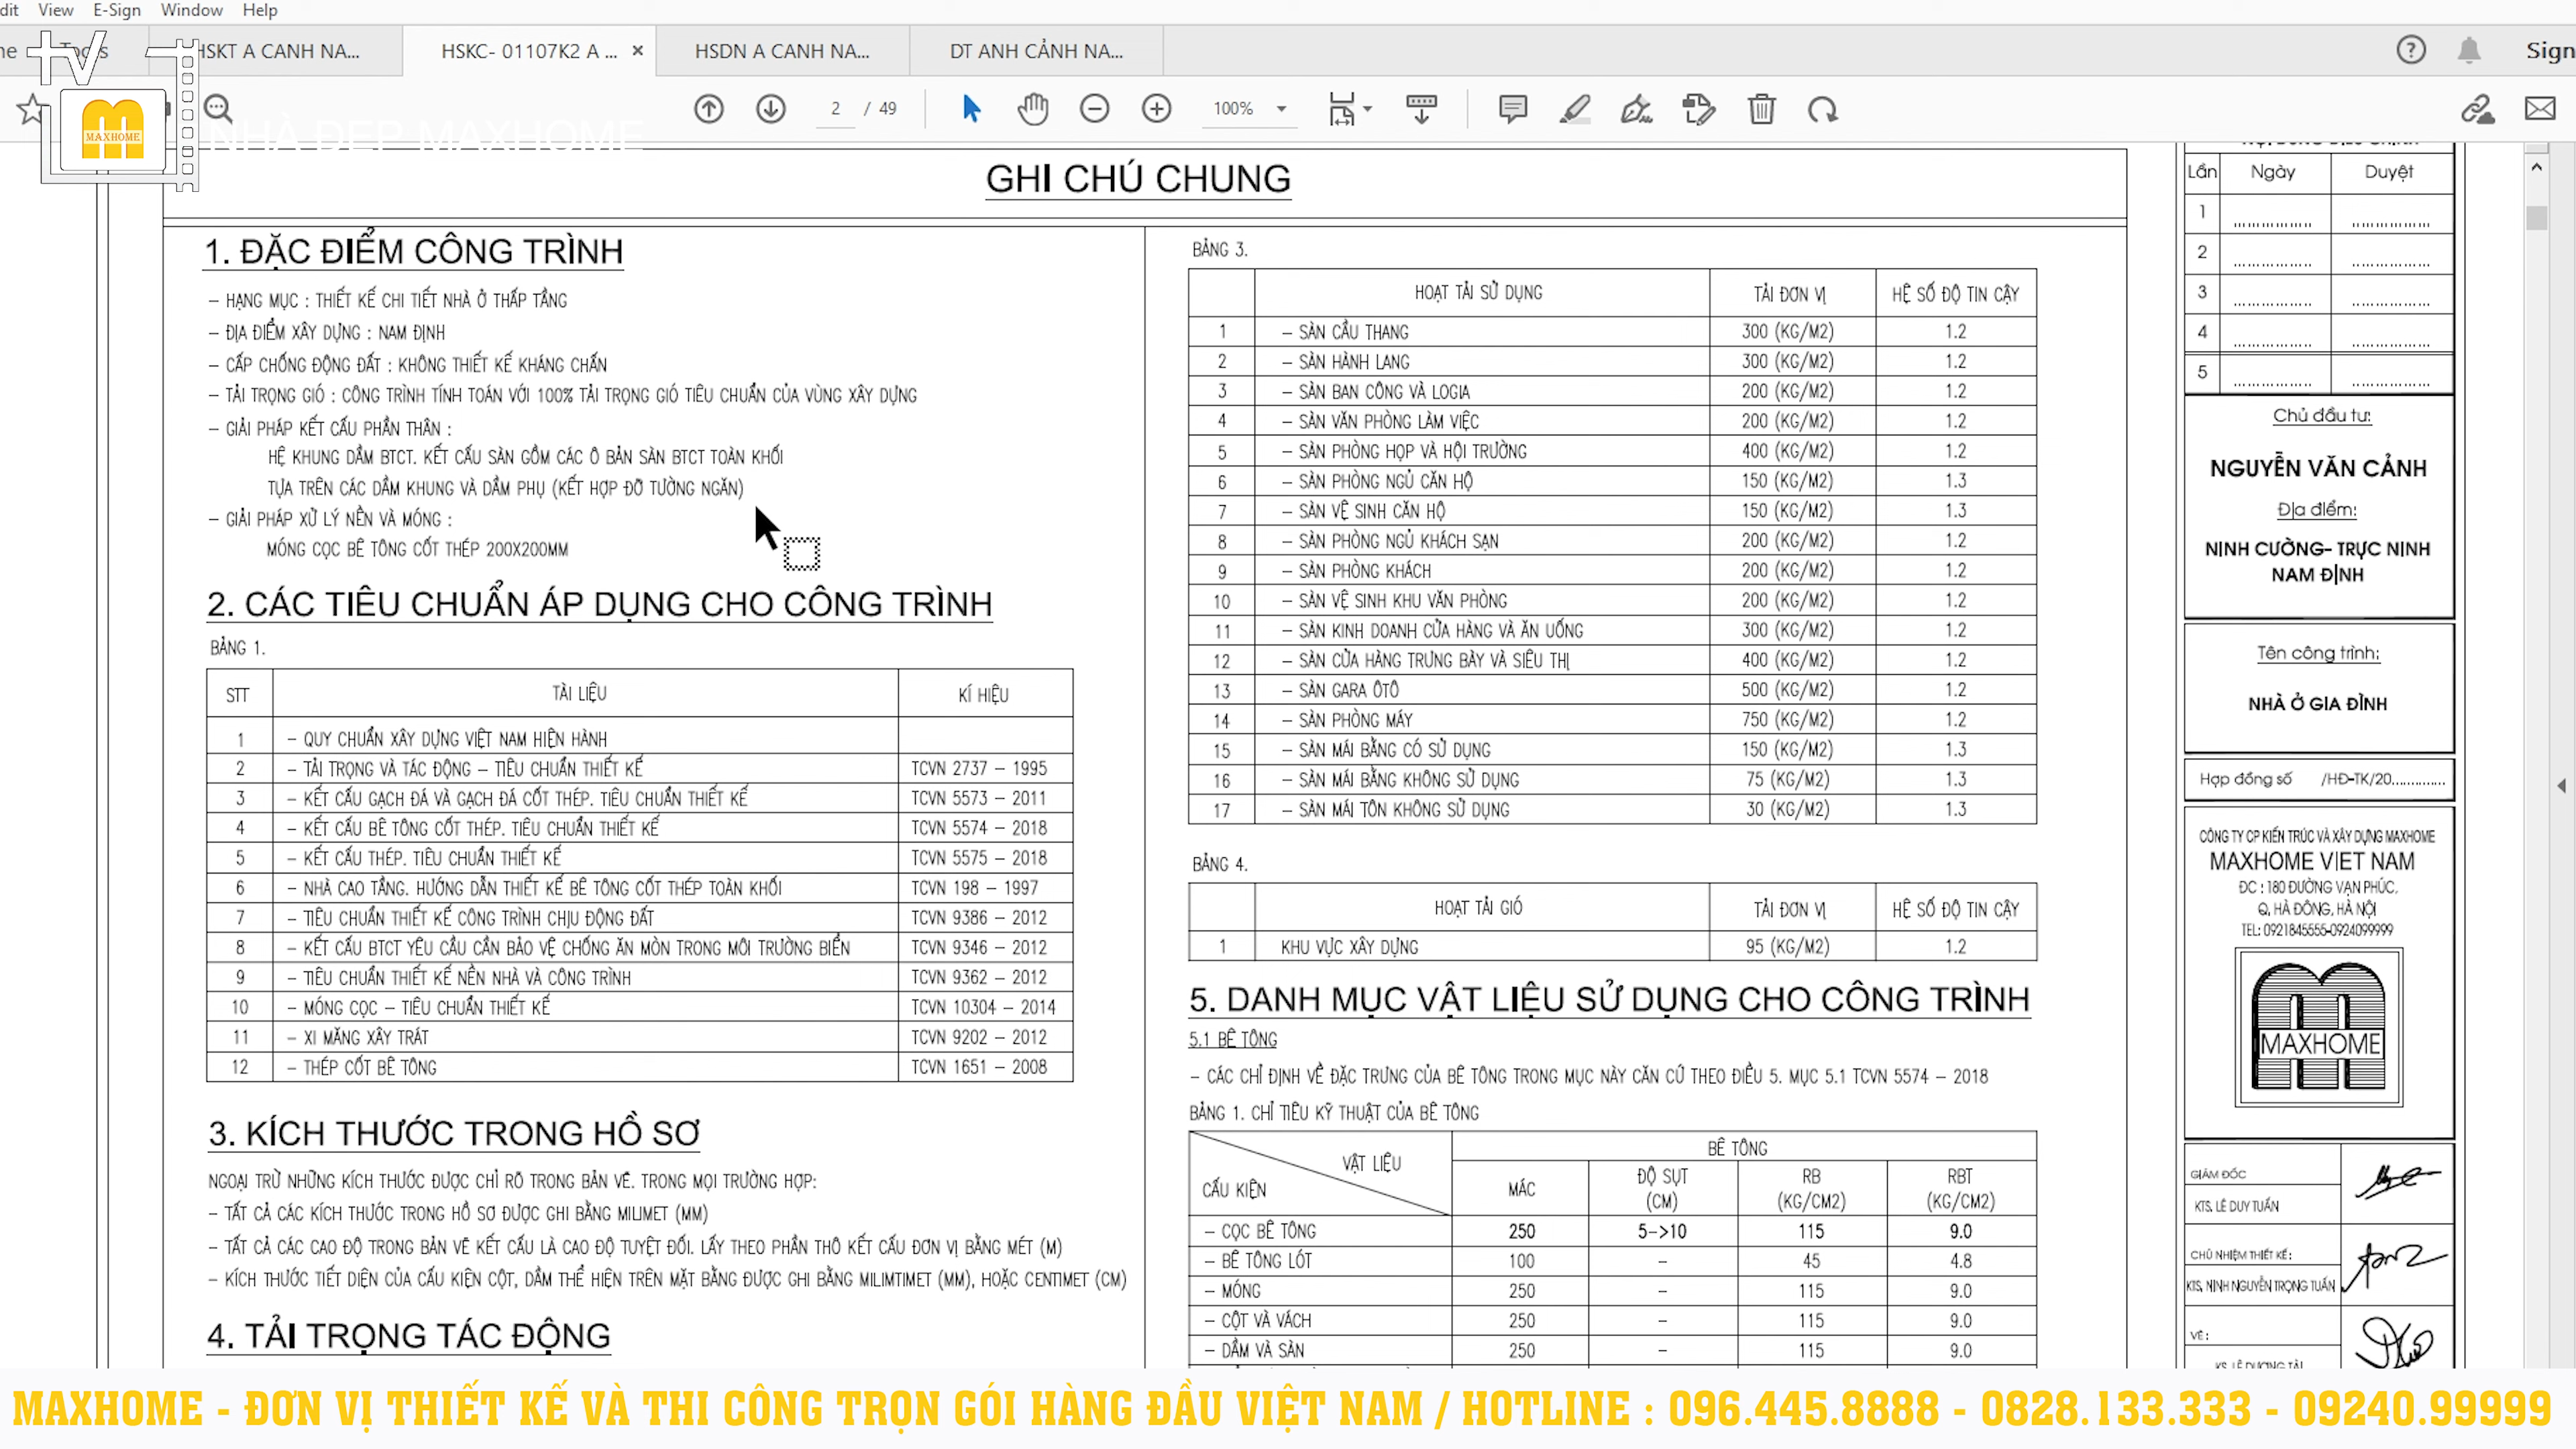 dit View E-Sign Window Help
ne Tools HSKT A CANH NA... HSKC- 01107K2 A ... × HSDN A CANH NA... DT ANH CẢNH NA... Sign
tv
MAXHOME
NHÀ ĐẸP MAXHOME
2 / 49 100%
GHI CHÚ CHUNG
1. ĐẶC ĐIỂM CÔNG TRÌNH
– HẠNG MỤC : THIẾT KẾ CHI TIẾT NHÀ Ở THẤP TẦNG
– ĐỊA ĐIỂM XÂY DỰNG : NAM ĐỊNH
– CẤP CHỐNG ĐỘNG ĐẤT : KHÔNG THIẾT KẾ KHÁNG CHẤN
– TẢI TRỌNG GIÓ : CÔNG TRÌNH TÍNH TOÁN VỚI 100% TẢI TRỌNG GIÓ TIÊU CHUẨN CỦA VÙNG XÂY DỰNG
– GIẢI PHÁP KẾT CẤU PHẦN THÂN :
HỆ KHUNG DẦM BTCT. KẾT CẤU SÀN GỒM CÁC Ô BẢN SÀN BTCT TOÀN KHỐI
TỰA TRÊN CÁC DẦM KHUNG VÀ DẦM PHỤ (KẾT HỢP ĐỠ TƯỜNG NGĂN)
– GIẢI PHÁP XỬ LÝ NỀN VÀ MÓNG :
MÓNG CỌC BÊ TÔNG CỐT THÉP 200X200MM
2. CÁC TIÊU CHUẨN ÁP DỤNG CHO CÔNG TRÌNH
BẢNG 1.
STT TÀI LIỆU KÍ HIỆU
1 – QUY CHUẨN XÂY DỰNG VIỆT NAM HIỆN HÀNH
2 – TẢI TRỌNG VÀ TÁC ĐỘNG – TIÊU CHUẨN THIẾT KẾ TCVN 2737 – 1995
3 – KẾT CẤU GẠCH ĐÁ VÀ GẠCH ĐÁ CỐT THÉP. TIÊU CHUẨN THIẾT KẾ TCVN 5573 – 2011
4 – KẾT CẤU BÊ TÔNG CỐT THÉP. TIÊU CHUẨN THIẾT KẾ TCVN 5574 – 2018
5 – KẾT CẤU THÉP. TIÊU CHUẨN THIẾT KẾ TCVN 5575 – 2018
6 – NHÀ CAO TẦNG. HƯỚNG DẪN THIẾT KẾ BÊ TÔNG CỐT THÉP TOÀN KHỐI TCVN 198 – 1997
7 – TIÊU CHUẨN THIẾT KẾ CÔNG TRÌNH CHỊU ĐỘNG ĐẤT TCVN 9386 – 2012
8 – KẾT CẤU BTCT YÊU CẦU CẦN BẢO VỆ CHỐNG ĂN MÒN TRONG MÔI TRƯỜNG BIỂN TCVN 9346 – 2012
9 – TIÊU CHUẨN THIẾT KẾ NỀN NHÀ VÀ CÔNG TRÌNH TCVN 9362 – 2012
10 – MÓNG CỌC – TIÊU CHUẨN THIẾT KẾ TCVN 10304 – 2014
11 – XI MĂNG XÂY TRÁT TCVN 9202 – 2012
12 – THÉP CỐT BÊ TÔNG TCVN 1651 – 2008
3. KÍCH THƯỚC TRONG HỒ SƠ
NGOẠI TRỪ NHỮNG KÍCH THƯỚC ĐƯỢC CHỈ RÕ TRONG BẢN VẼ. TRONG MỌI TRƯỜNG HỢP:
– TẤT CẢ CÁC KÍCH THƯỚC TRONG HỒ SƠ ĐƯỢC GHI BẰNG MILIMET (MM)
– TẤT CẢ CÁC CAO ĐỘ TRONG BẢN VẼ KẾT CẤU LÀ CAO ĐỘ TUYỆT ĐỐI. LẤY THEO PHẦN THÔ KẾT CẤU ĐƠN VỊ BẰNG MÉT (M)
– KÍCH THƯỚC TIẾT DIỆN CỦA CẤU KIỆN CỘT, DẦM THỂ HIỆN TRÊN MẶT BẰNG ĐƯỢC GHI BẰNG MILIMTIMET (MM), HOẶC CENTIMET (CM)
4. TẢI TRỌNG TÁC ĐỘNG
BẢNG 3.
HOẠT TẢI SỬ DỤNG TẢI ĐƠN VỊ HỆ SỐ ĐỘ TIN CẬY
1 – SÀN CẦU THANG 300 (KG/M2) 1.2
2 – SÀN HÀNH LANG 300 (KG/M2) 1.2
3 – SÀN BAN CÔNG VÀ LOGIA 200 (KG/M2) 1.2
4 – SÀN VĂN PHÒNG LÀM VIỆC 200 (KG/M2) 1.2
5 – SÀN PHÒNG HỌP VÀ HỘI TRƯỜNG 400 (KG/M2) 1.2
6 – SÀN PHÒNG NGỦ CĂN HỘ 150 (KG/M2) 1.3
7 – SÀN VỆ SINH CĂN HỘ 150 (KG/M2) 1.3
8 – SÀN PHÒNG NGỦ KHÁCH SẠN 200 (KG/M2) 1.2
9 – SÀN PHÒNG KHÁCH 200 (KG/M2) 1.2
10 – SÀN VỆ SINH KHU VĂN PHÒNG 200 (KG/M2) 1.2
11 – SÀN KINH DOANH CỬA HÀNG VÀ ĂN UỐNG 300 (KG/M2) 1.2
12 – SÀN CỬA HÀNG TRƯNG BÀY VÀ SIÊU THỊ 400 (KG/M2) 1.2
13 – SÀN GARA ÔTÔ 500 (KG/M2) 1.2
14 – SÀN PHÒNG MÁY 750 (KG/M2) 1.2
15 – SÀN MÁI BẰNG CÓ SỬ DỤNG 150 (KG/M2) 1.3
16 – SÀN MÁI BẰNG KHÔNG SỬ DỤNG 75 (KG/M2) 1.3
17 – SÀN MÁI TÔN KHÔNG SỬ DỤNG 30 (KG/M2) 1.3
BẢNG 4.
HOẠT TẢI GIÓ TẢI ĐƠN VỊ HỆ SỐ ĐỘ TIN CẬY
1 KHU VỰC XÂY DỰNG 95 (KG/M2) 1.2
5. DANH MỤC VẬT LIỆU SỬ DỤNG CHO CÔNG TRÌNH
5.1 BÊ TÔNG
– CÁC CHỈ ĐỊNH VỀ ĐẶC TRƯNG CỦA BÊ TÔNG TRONG MỤC NÀY CĂN CỨ THEO ĐIỀU 5. MỤC 5.1 TCVN 5574 – 2018
BẢNG 1. CHỈ TIÊU KỸ THUẬT CỦA BÊ TÔNG
VẬT LIỆU BÊ TÔNG
CẤU KIỆN MÁC ĐỘ SỤT (CM) RB (KG/CM2) RBT (KG/CM2)
– CỌC BÊ TÔNG 250 5->10 115 9.0
– BÊ TÔNG LÓT 100 – 45 4.8
– MÓNG 250 – 115 9.0
– CỘT VÀ VÁCH 250 – 115 9.0
– DẦM VÀ SÀN 250 – 115 9.0
Lần Ngày Duyệt
1 ................ ................
2 ................ ................
3 ................ ................
4 ................ ................
5 ................ ................
Chủ đầu tư:
NGUYỄN VĂN CẢNH
Địa điểm:
NINH CƯỜNG- TRỰC NINH
NAM ĐỊNH
Tên công trình:
NHÀ Ở GIA ĐÌNH
Hợp đồng số /HĐ-TK/20..............
CÔNG TY CP KIẾN TRÚC VÀ XÂY DỰNG MAXHOME
MAXHOME VIET NAM
ĐC : 180 ĐƯỜNG VẠN PHÚC,
Q. HÀ ĐÔNG, HÀ NỘI
TEL: 0921845555-0924099999
MAXHOME
GIÁM ĐỐC
KTS. LÊ DUY TUẤN
CHỦ NHIỆM THIẾT KẾ :
KTS. NINH NGUYỄN TRỌNG TUẤN
VẼ :
MAXHOME - ĐƠN VỊ THIẾT KẾ VÀ THI CÔNG TRỌN GÓI HÀNG ĐẦU VIỆT NAM / HOTLINE : 096.445.8888 - 0828.133.333 - 09240.99999